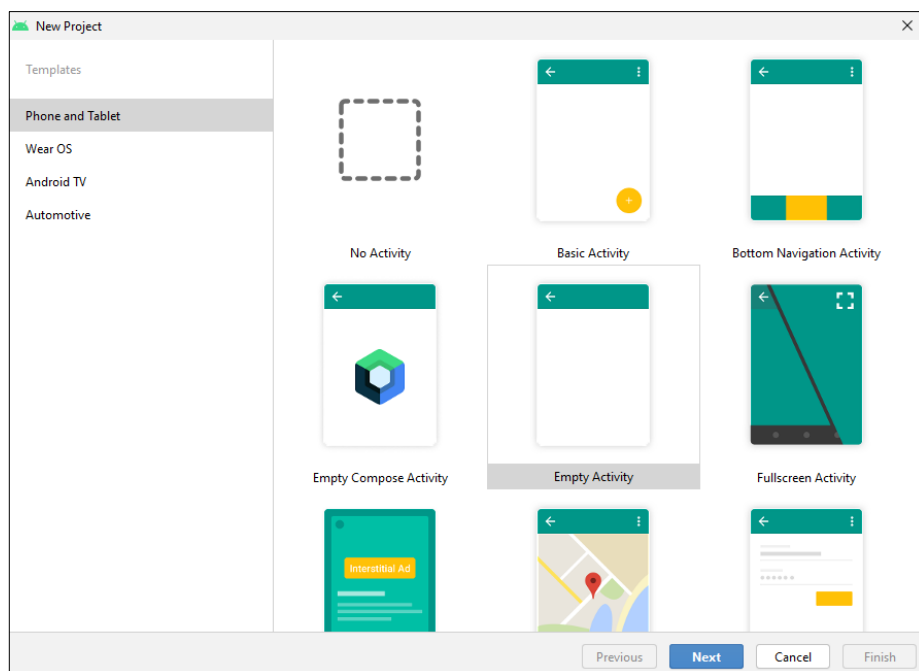 New Project
Templates
Phone and Tablet
Wear OS
Android TV
Automotive
No Activity
Basic Activity
Bottom Navigation Activity
Empty Compose Activity
Empty Activity
Fullscreen Activity
Interstitial Ad
Previous
Next
Cancel
Finish